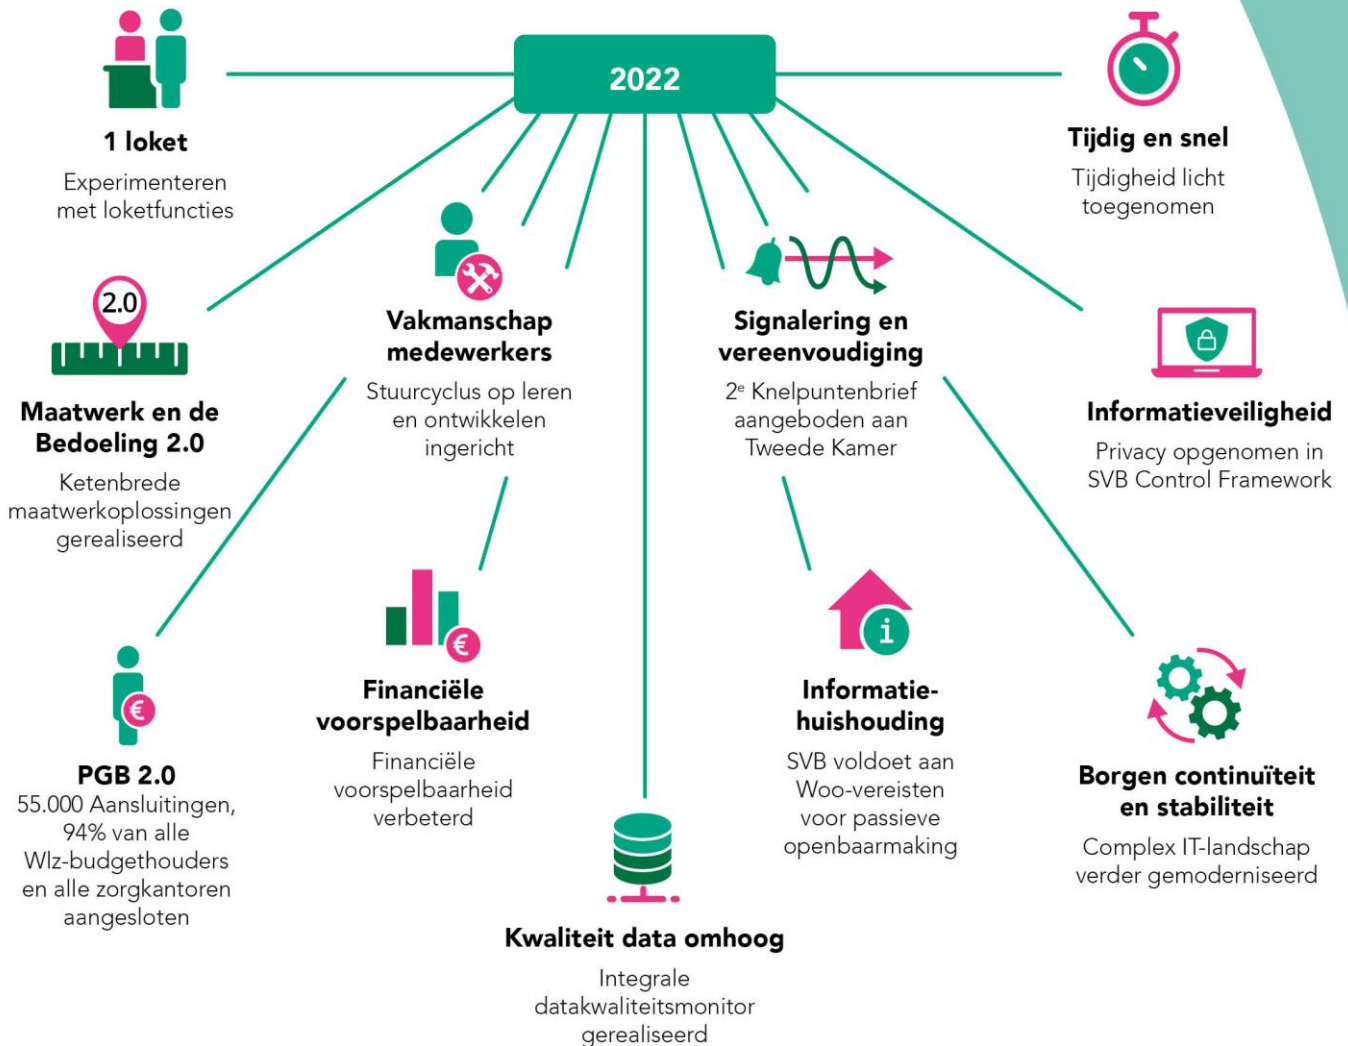 2022
1 loket
Experimenteren
met loketfuncties
Tijdig en snel
Tijdigheid licht
toegenomen
2.0
Maatwerk en de
Bedoeling 2.0
Ketenbrede
maatwerkoplossingen
gerealiseerd
Vakmanschap
medewerkers
Stuurcyclus op leren
en ontwikkelen
ingericht
Signalering en
vereenvoudiging
2e Knelpuntenbrief
aangeboden aan
Tweede Kamer
Informatieveiligheid
Privacy opgenomen in
SVB Control Framework
€
PGB 2.0
55.000 Aansluitingen,
94% van alle
Wlz-budgethouders
en alle zorgkantoren
aangesloten
€
Financiële
voorspelbaarheid
Financiële
voorspelbaarheid
verbeterd
i
Informatie-
huishouding
SVB voldoet aan
Woo-vereisten
voor passieve
openbaarmaking
Borgen continuïteit
en stabiliteit
Complex IT-landschap
verder gemoderniseerd
Kwaliteit data omhoog
Integrale
datakwaliteitsmonitor
gerealiseerd